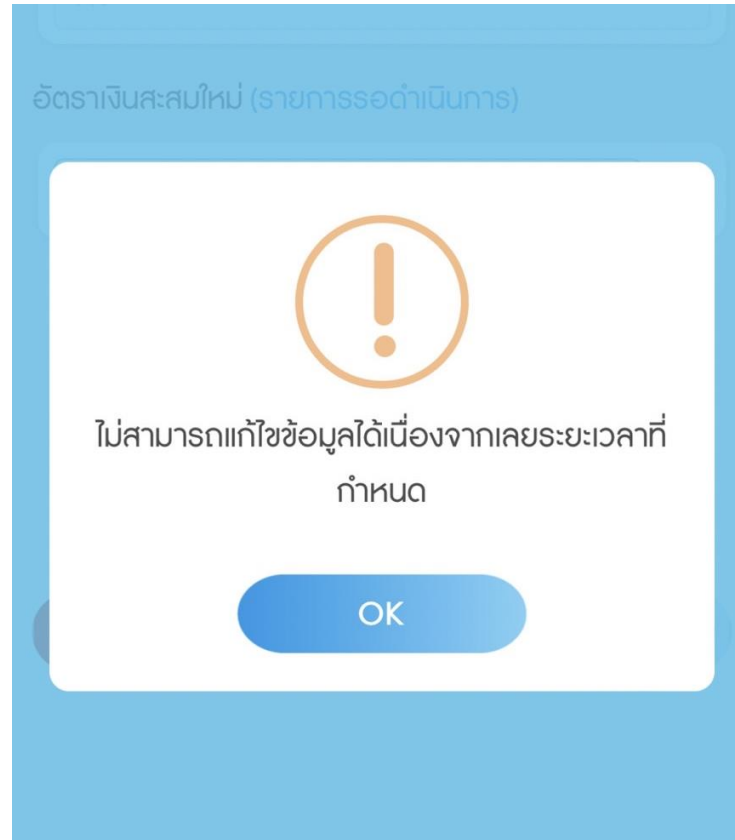 อัตราเงินสะสมใหม่ (รายการรอดำเนินการ)
ไม่สามารถแก้ไขข้อมูลได้เนื่องจากเลยระยะเวลาที่
กำหนด
OK